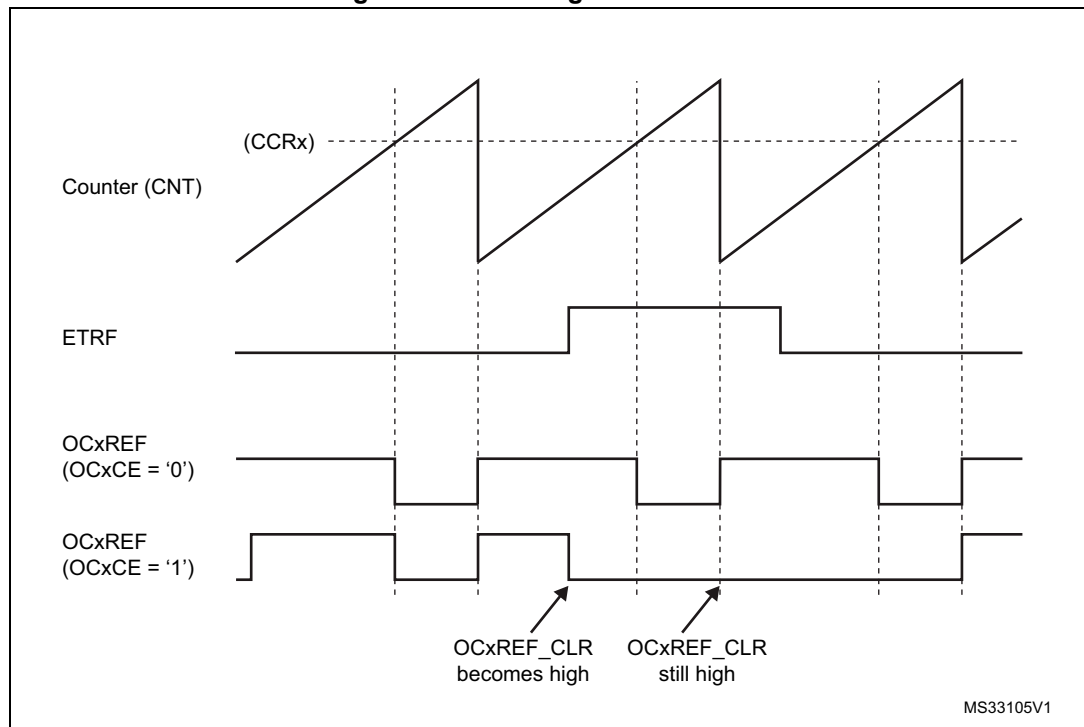 (CCRx)
Counter (CNT)
ETRF
OCxREF
(OCxCE = ‘0’)
OCxREF
(OCxCE = ‘1’)
OCxREF_CLR
becomes high
OCxREF_CLR
still high
MS33105V1